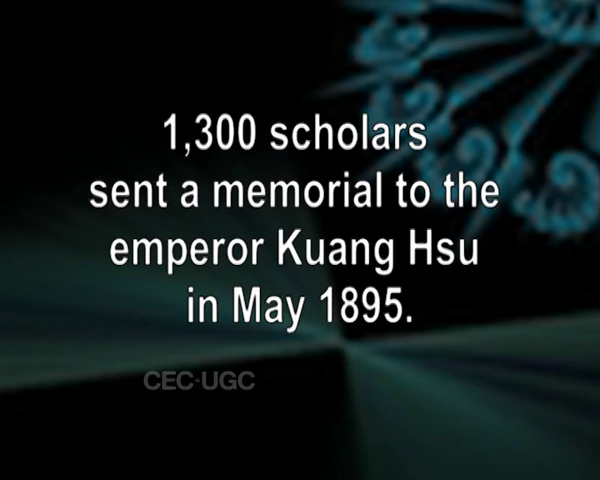 1,300 scholars
sent a memorial to the
emperor Kuang Hsu
in May 1895.
CEC-UGC